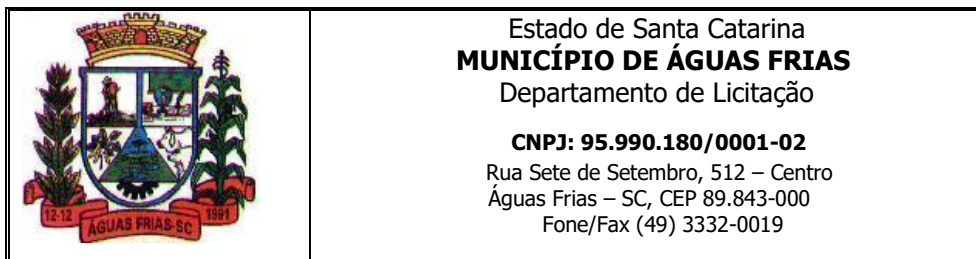 12-12
ÁGUAS FRIAS-SC
1991
Estado de Santa Catarina
MUNICÍPIO DE ÁGUAS FRIAS
Departamento de Licitação
CNPJ: 95.990.180/0001-02
Rua Sete de Setembro, 512 – Centro
Águas Frias – SC, CEP 89.843-000
Fone/Fax (49) 3332-0019